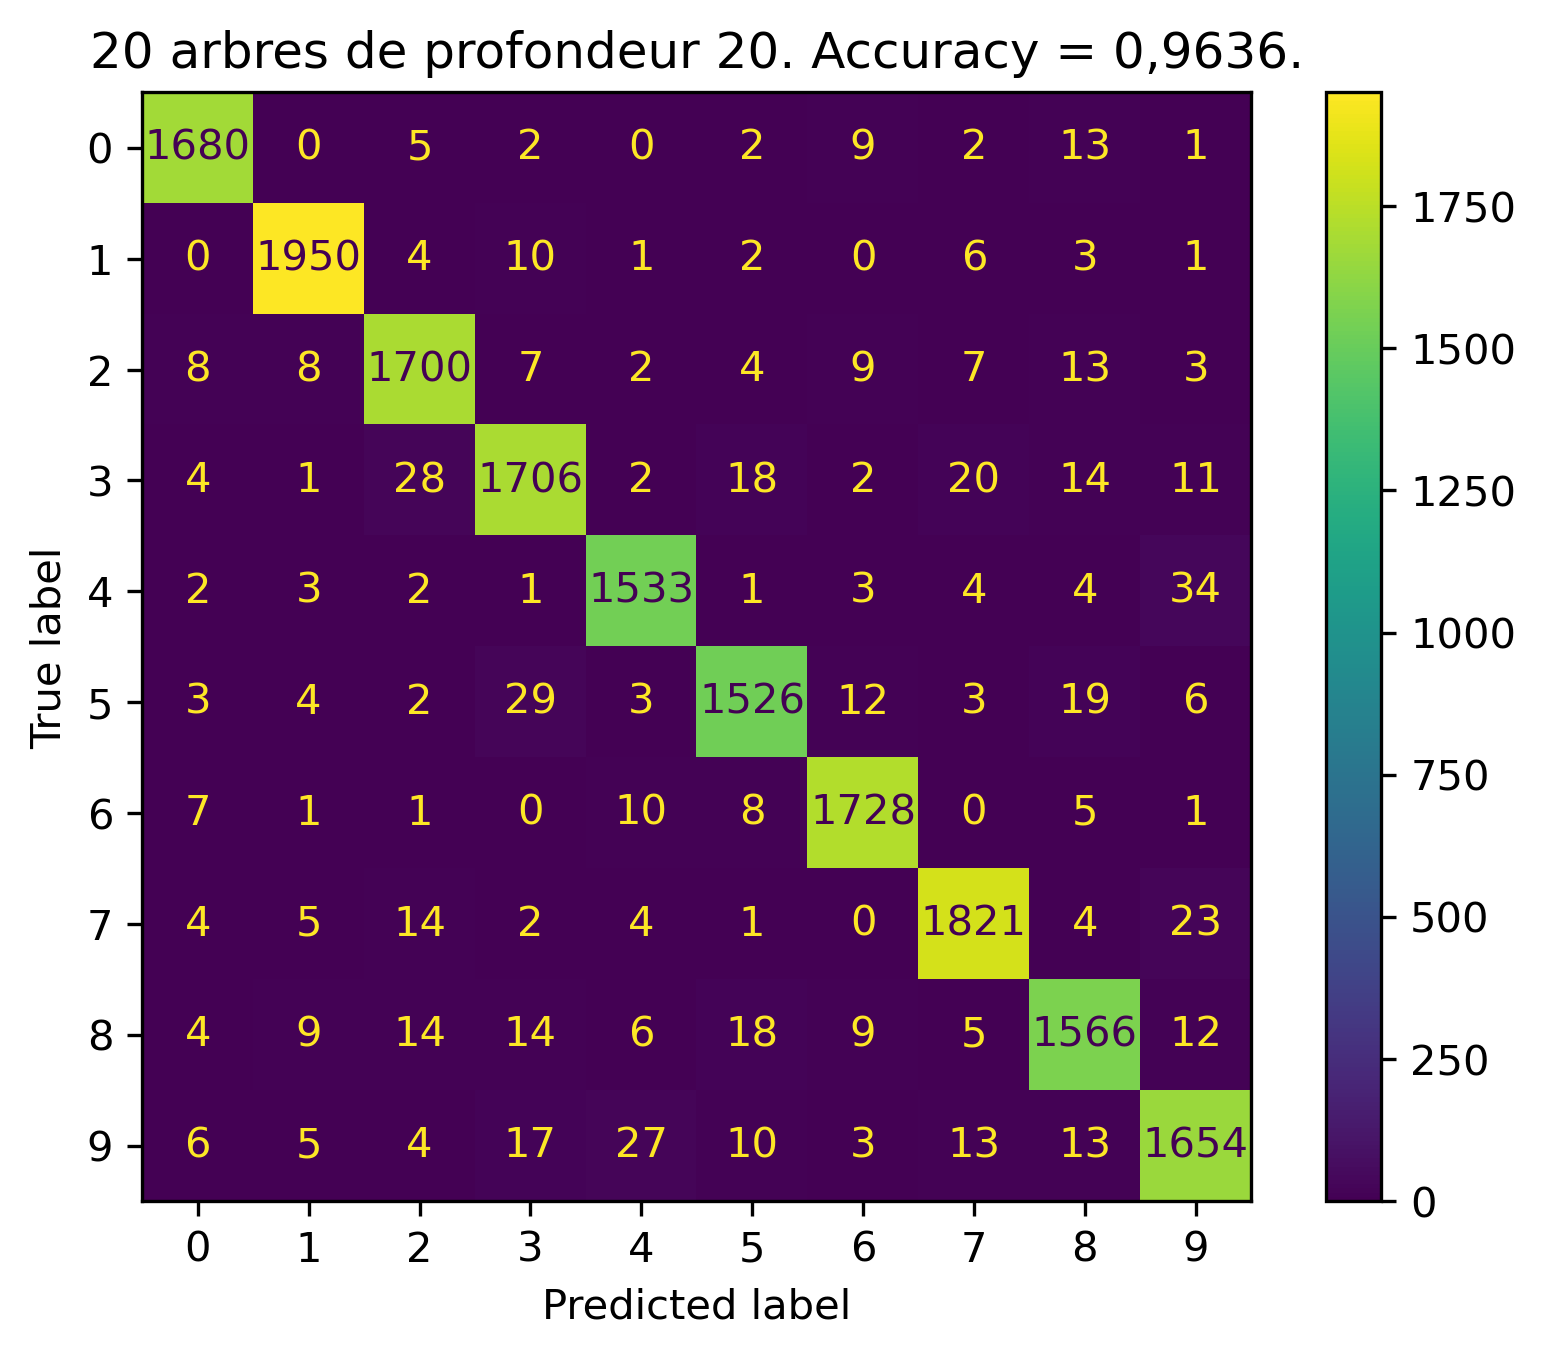 20 arbres de profondeur 20. Accuracy = 0,9636.
0 1680 0 5 2 0 2 9 2 13 1
1 0 1950 4 10 1 2 0 6 3 1
2 8 8 1700 7 2 4 9 7 13 3
3 4 1 28 1706 2 18 2 20 14 11
4 2 3 2 1 1533 1 3 4 4 34
5 3 4 2 29 3 1526 12 3 19 6
6 7 1 1 0 10 8 1728 0 5 1
7 4 5 14 2 4 1 0 1821 4 23
8 4 9 14 14 6 18 9 5 1566 12
9 6 5 4 17 27 10 3 13 13 1654
0 1 2 3 4 5 6 7 8 9
Predicted label
True label
1750
1500
1250
1000
750
500
250
0